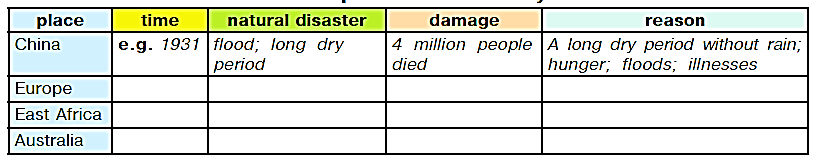 place time natural disaster damage reason
China e.g. 1931 flood; long dry period 4 million people died A long dry period without rain; hunger; floods; illnesses
Europe
East Africa
Australia